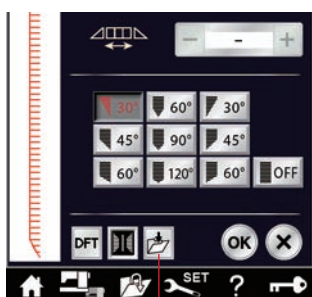 - - +
30° 60° 30°
45° 90° 45°
60° 120° 60° OFF
DFT OK X
SET ?